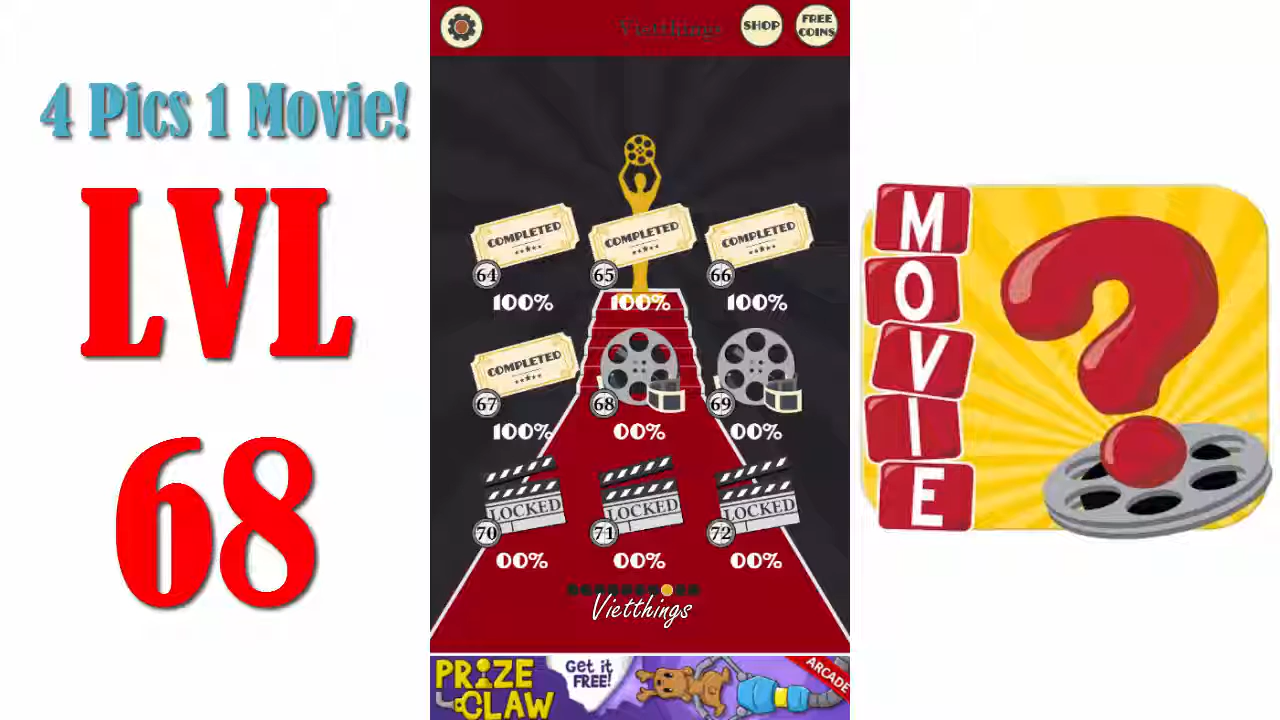 4 Pics 1 Movie!
LVL
68
Vietthings
SHOP
FREE
COINS
COMPLETED
64
100%
COMPLETED
65
100%
COMPLETED
66
100%
COMPLETED
67
100%
68
00%
69
00%
LOCKED
70
00%
LOCKED
71
00%
LOCKED
72
00%
Vietthings
PRIZE
CLAW
Get it
FREE!
ARCADE
MOVIE
?